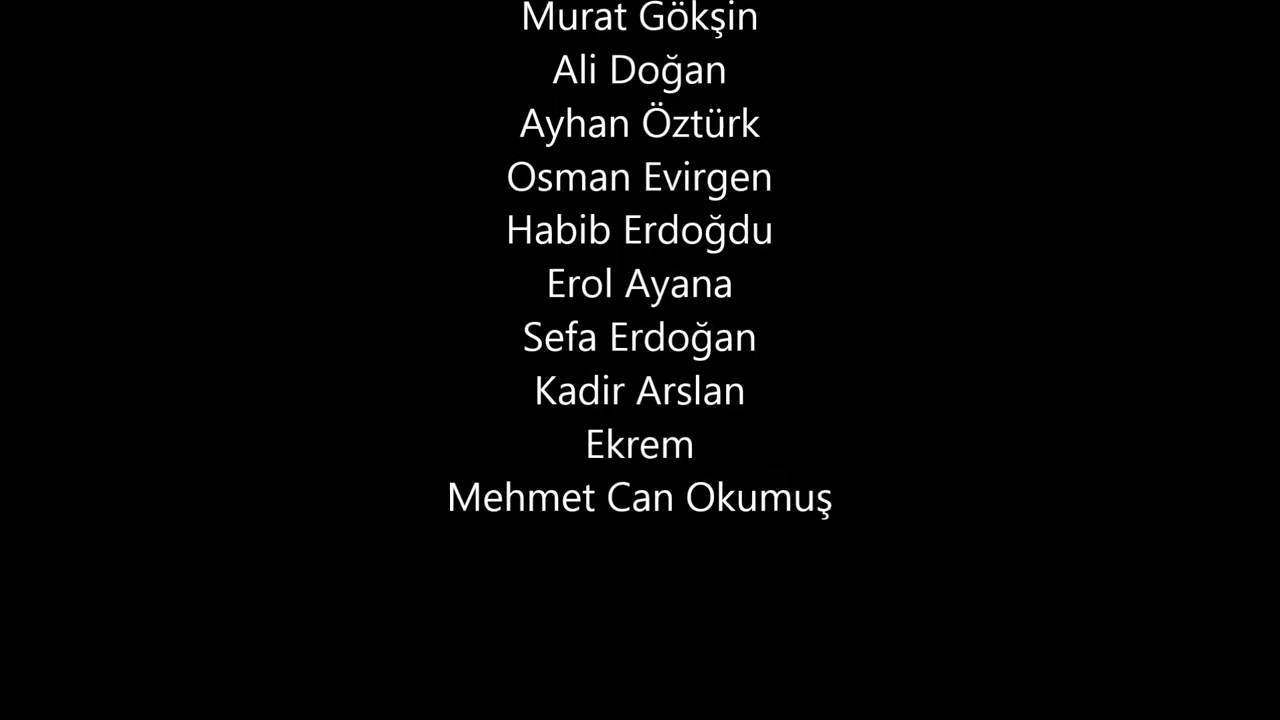 Murat Gökşin
Ali Doğan
Ayhan Öztürk
Osman Evirgen
Habib Erdoğdu
Erol Ayana
Sefa Erdoğan
Kadir Arslan
Ekrem
Mehmet Can Okumuş